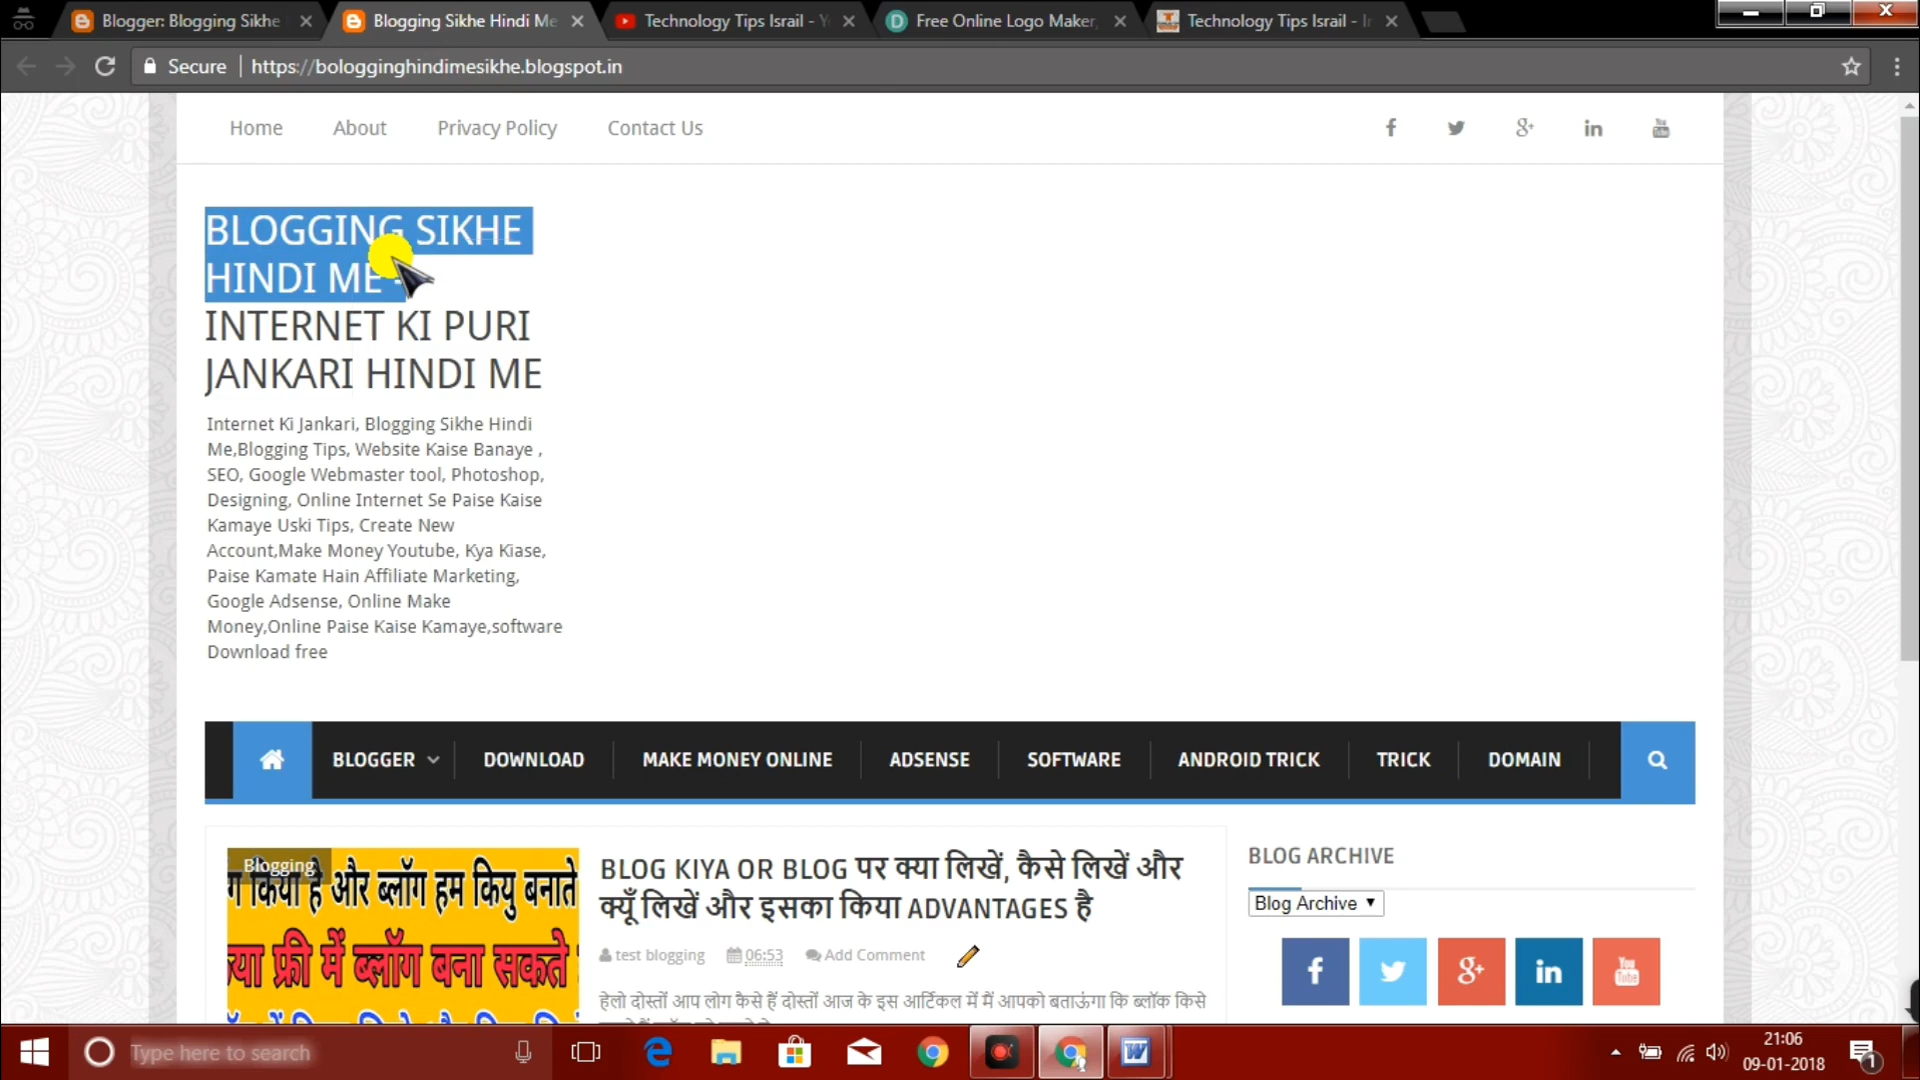 Blogger: Blogging Sikhe
Blogging Sikhe Hindi Me
Technology Tips Israil - Y
Free Online Logo Maker,
Technology Tips Israil - In
Secure
https://bologginghindimesikhe.blogspot.in
Home
About
Privacy Policy
Contact Us
BLOGGING SIKHE
HINDI ME -
INTERNET KI PURI
JANKARI HINDI ME
Internet Ki Jankari, Blogging Sikhe Hindi
Me,Blogging Tips, Website Kaise Banaye ,
SEO, Google Webmaster tool, Photoshop,
Designing, Online Internet Se Paise Kaise
Kamaye Uski Tips, Create New
Account,Make Money Youtube, Kya Kiase,
Paise Kamate Hain Affiliate Marketing,
Google Adsense, Online Make
Money,Online Paise Kaise Kamaye,software
Download free
BLOGGER
DOWNLOAD
MAKE MONEY ONLINE
ADSENSE
SOFTWARE
ANDROID TRICK
TRICK
DOMAIN
Blogging
ग किया है और ब्लॉग हम कियु बनाते
क्या फ्री में ब्लॉग बना सकते
BLOG KIYA OR BLOG पर क्या लिखें, कैसे लिखें और
क्यूँ लिखें और इसका किया ADVANTAGES है
test blogging
06:53
Add Comment
हेलो दोस्तों आप लोग कैसे हैं दोस्तों आज के इस आर्टिकल में मैं आपको बताऊंगा कि ब्लॉक किसे
BLOG ARCHIVE
Blog Archive
Type here to search
21:06
09-01-2018
1